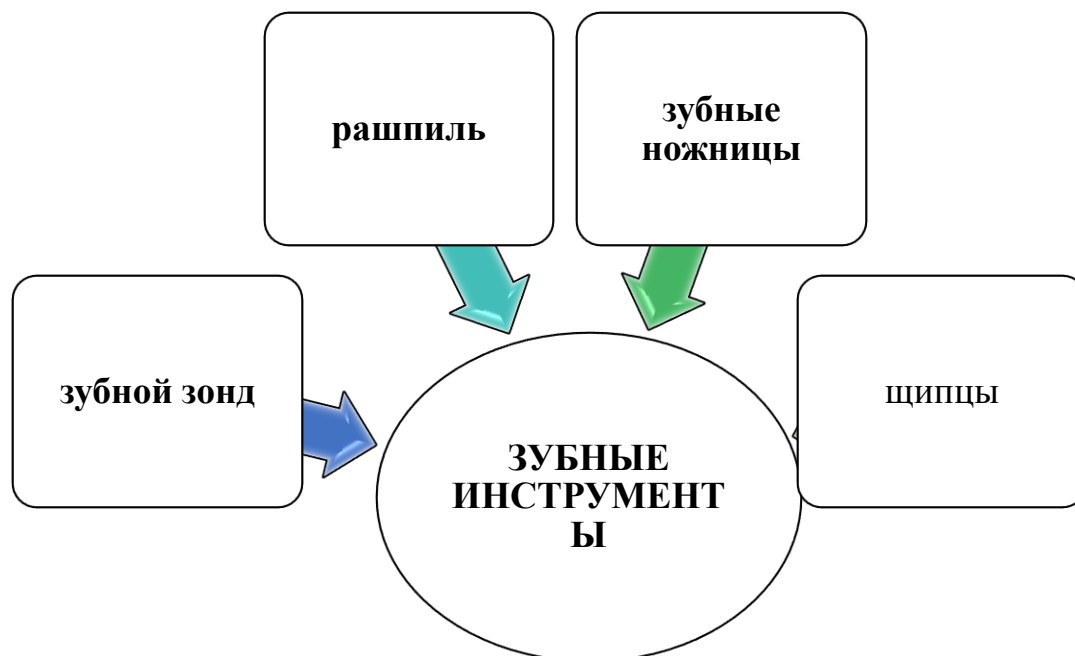 рашпиль
зубные
ножницы
зубной зонд
щипцы
ЗУБНЫЕ
ИНСТРУМЕНТ
Ы